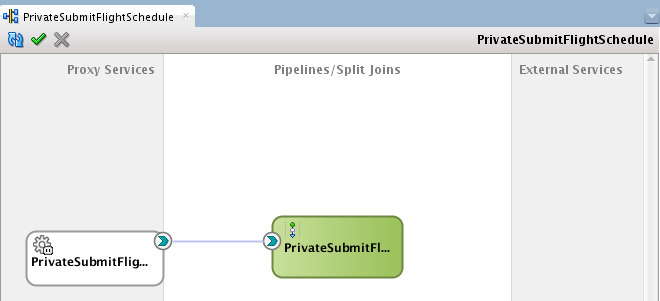 PrivateSubmitFlightSchedule
PrivateSubmitFlightSchedule
Proxy Services
Pipelines/Split Joins
External Services
PrivateSubmitFlig...
PrivateSubmitFl...